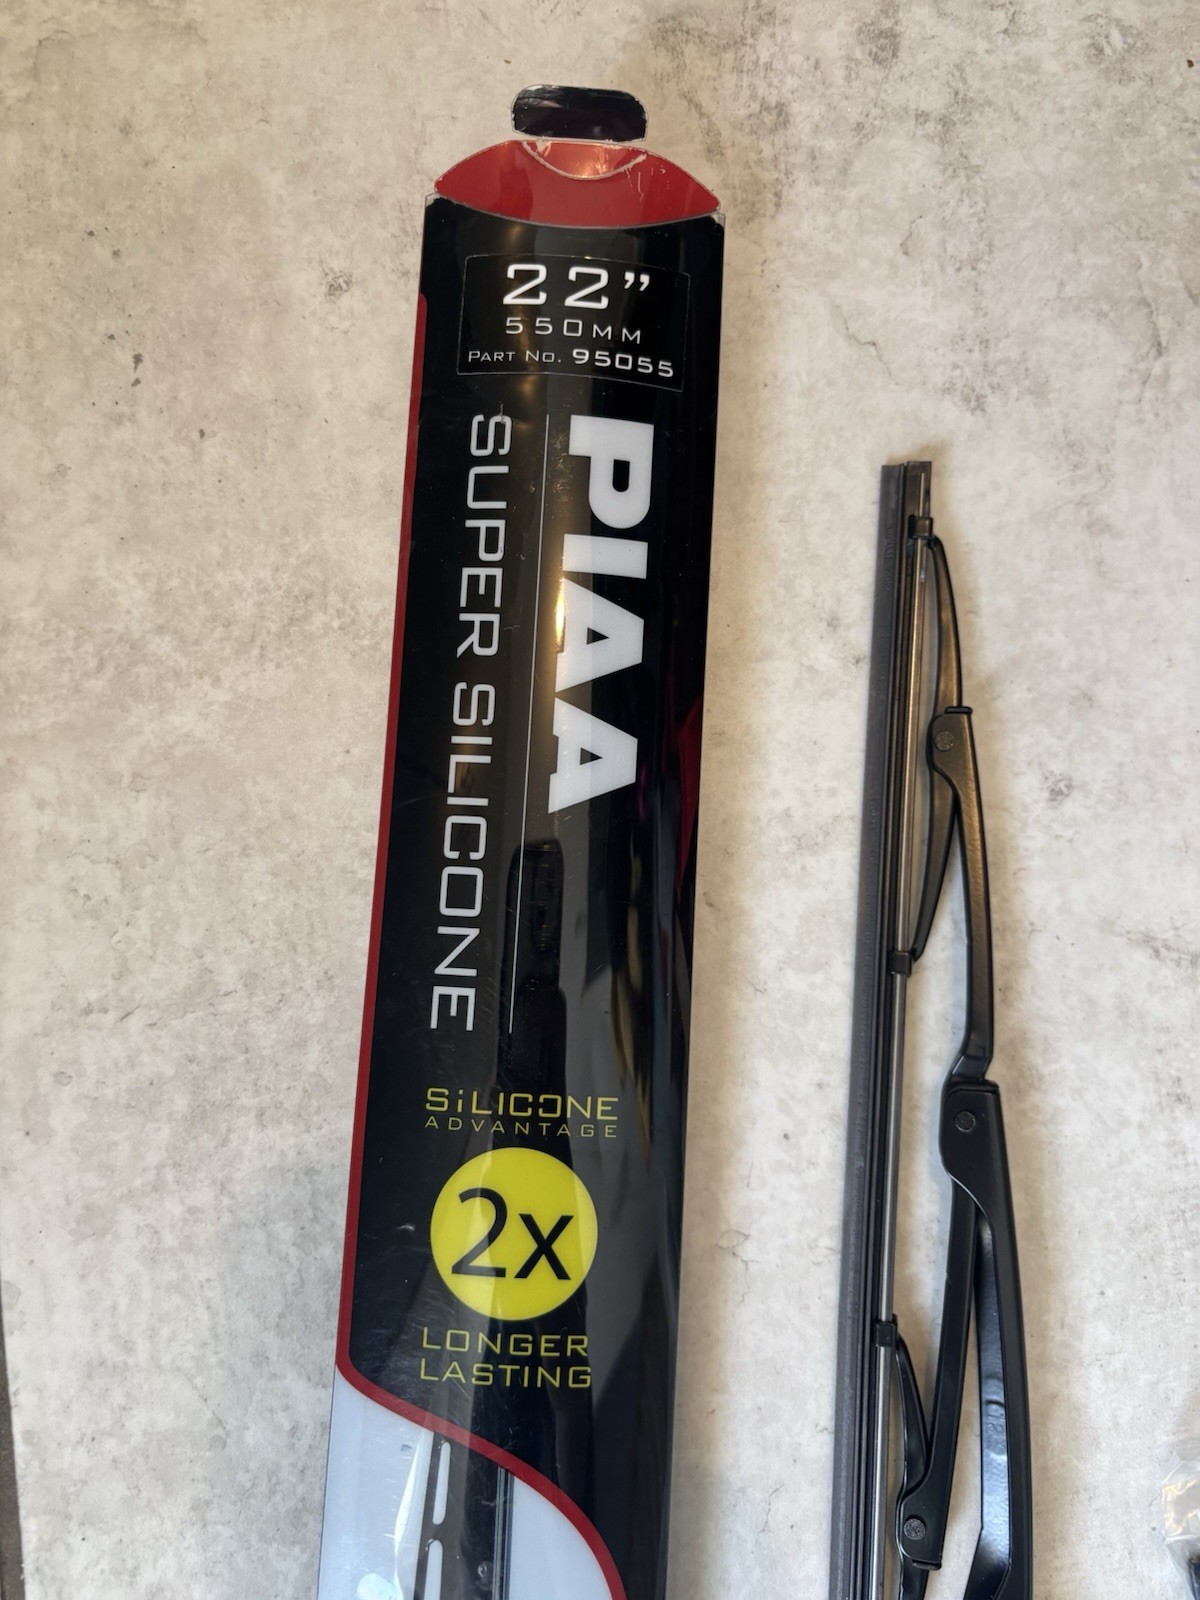 22”
550MM
PART NO. 95055
PIAA
SUPER SILICONE
SiLICONE
ADVANTAGE
2x
LONGER
LASTING